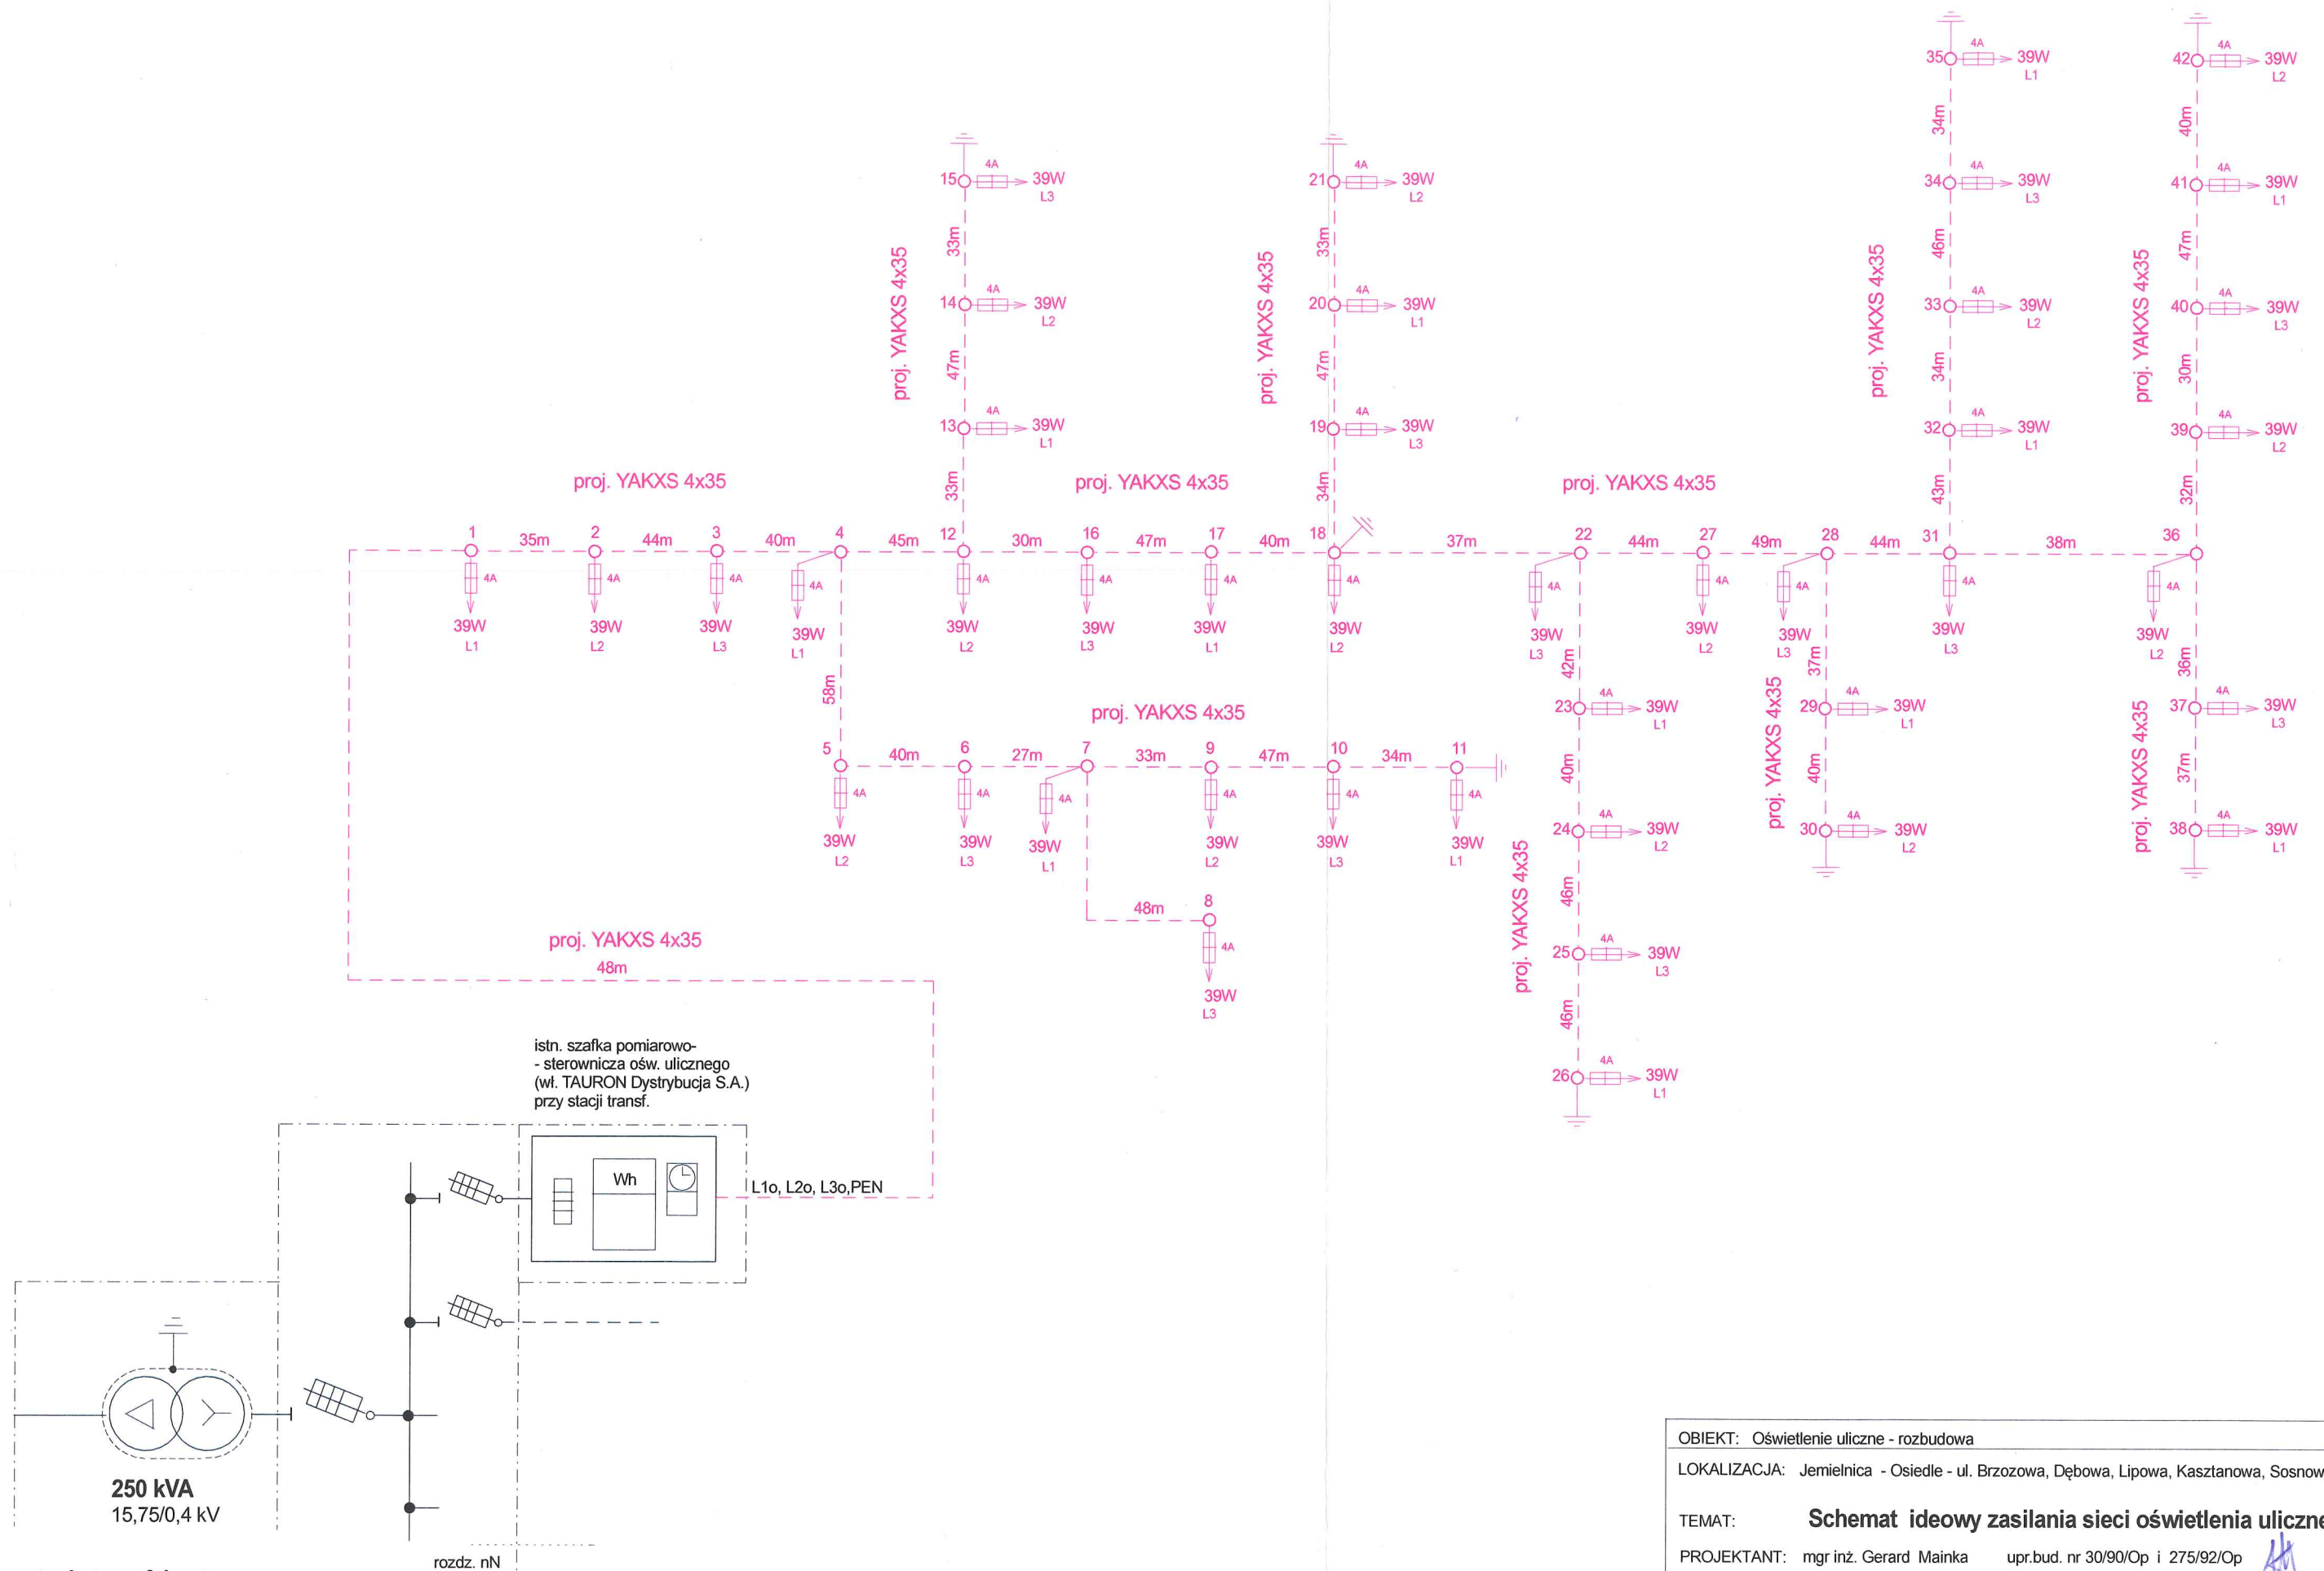 35 4A 39W L1
42 4A 39W L2
34m
40m
15 4A 39W L3
21 4A 39W L2
34 4A 39W L3
41 4A 39W L1
33m
33m
46m
47m
proj. YAKXS 4x35
proj. YAKXS 4x35
proj. YAKXS 4x35
proj. YAKXS 4x35
14 4A 39W L2
20 4A 39W L1
33 4A 39W L2
40 4A 39W L3
47m
47m
34m
30m
13 4A 39W L1
19 4A 39W L3
32 4A 39W L1
39 4A 39W L2
33m
34m
43m
32m
proj. YAKXS 4x35
proj. YAKXS 4x35
proj. YAKXS 4x35
1 35m 2 44m 3 40m 4 45m 12 30m 16 47m 17 40m 18 37m 22 44m 27 49m 28 44m 31 38m 36
4A 4A 4A 4A 4A 4A 4A 4A 4A 4A 4A 4A 4A
39W 39W 39W 39W 39W 39W 39W 39W 39W 39W 39W 39W 39W
L1 L2 L3 L1 L2 L3 L1 L2 L3 L2 L3 L3 L2
58m
42m
37m
36m
proj. YAKXS 4x35
23 4A 39W L1
29 4A 39W L1
37 4A 39W L3
5 40m 6 27m 7 33m 9 47m 10 34m 11
4A 4A 4A 4A 4A 4A
39W 39W 39W 39W 39W 39W
L2 L3 L1 L2 L3 L1
40m
40m
37m
proj. YAKXS 4x35
proj. YAKXS 4x35
proj. YAKXS 4x35
24 4A 39W L2
30 4A 39W L2
38 4A 39W L1
46m
48m 8
4A
39W
L3
25 4A 39W L3
46m
26 4A 39W L1
proj. YAKXS 4x35
48m
istn. szafka pomiarowo-
- sterownicza ośw. ulicznego
(wł. TAURON Dystrybucja S.A.)
przy stacji transf.
Wh
L1o, L2o, L3o,PEN
250 kVA
15,75/0,4 kV
rozdz. nN
OBIEKT: Oświetlenie uliczne - rozbudowa
LOKALIZACJA: Jemielnica - Osiedle - ul. Brzozowa, Dębowa, Lipowa, Kasztanowa, Sosnow
TEMAT: Schemat ideowy zasilania sieci oświetlenia uliczne
PROJEKTANT: mgr inż. Gerard Mainka upr.bud. nr 30/90/Op i 275/92/Op